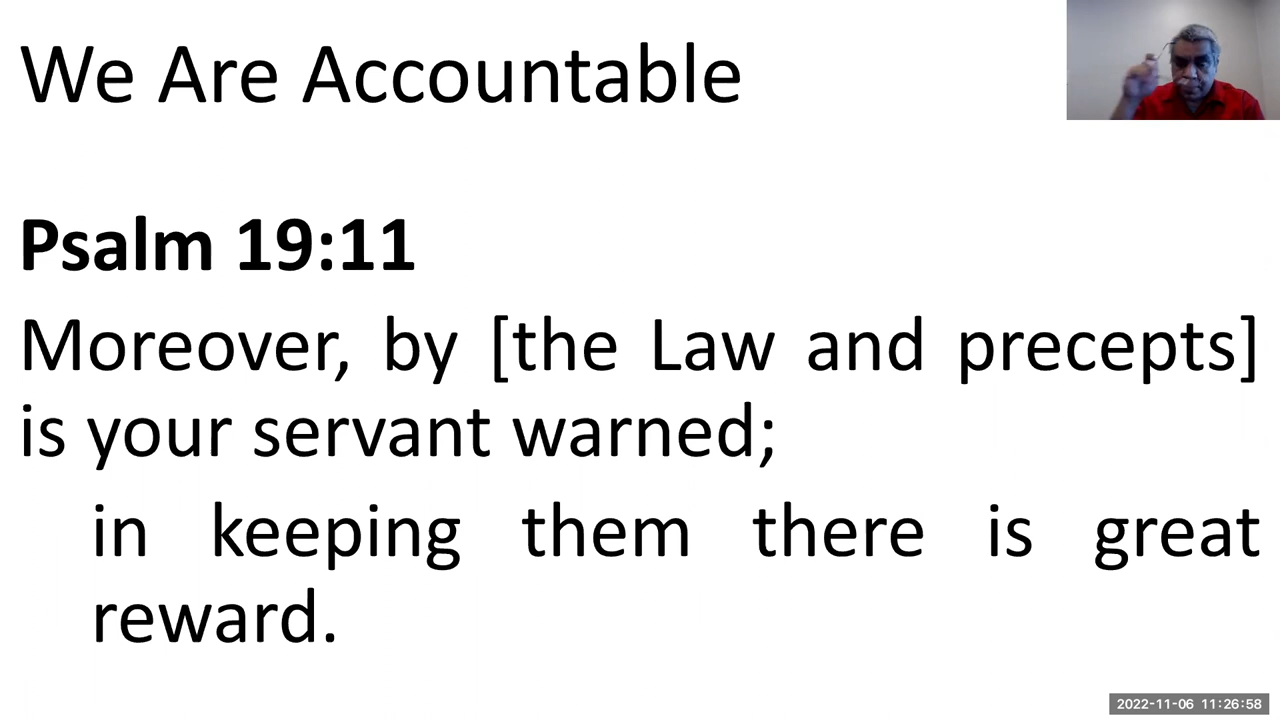 We Are Accountable
Psalm 19:11
Moreover, by [the Law and precepts]
is your servant warned;
in keeping them there is great
reward.
2022-11-06 11:26:58